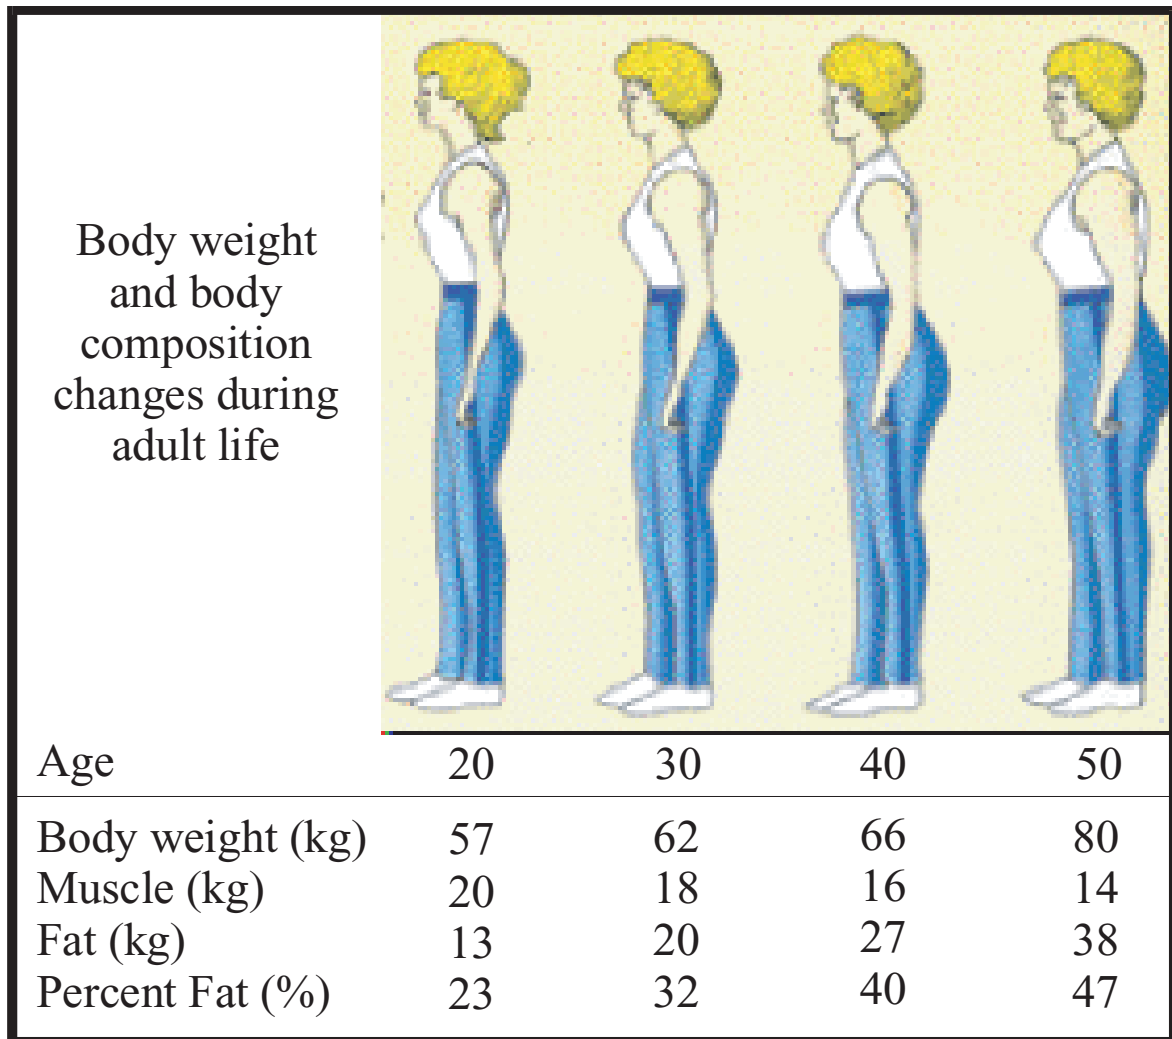 Body weight
and body
composition
changes during
adult life
Age 20 30 40 50
Body weight (kg) 57 62 66 80
Muscle (kg) 20 18 16 14
Fat (kg) 13 20 27 38
Percent Fat (%) 23 32 40 47